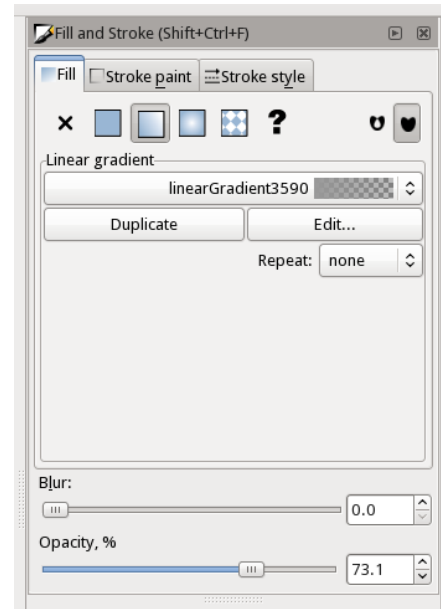 Fill and Stroke (Shift+Ctrl+F)
Fill Stroke paint Stroke style
?
Linear gradient
linearGradient3590
Duplicate Edit...
Repeat: none
Blur:
0.0
Opacity, %
73.1